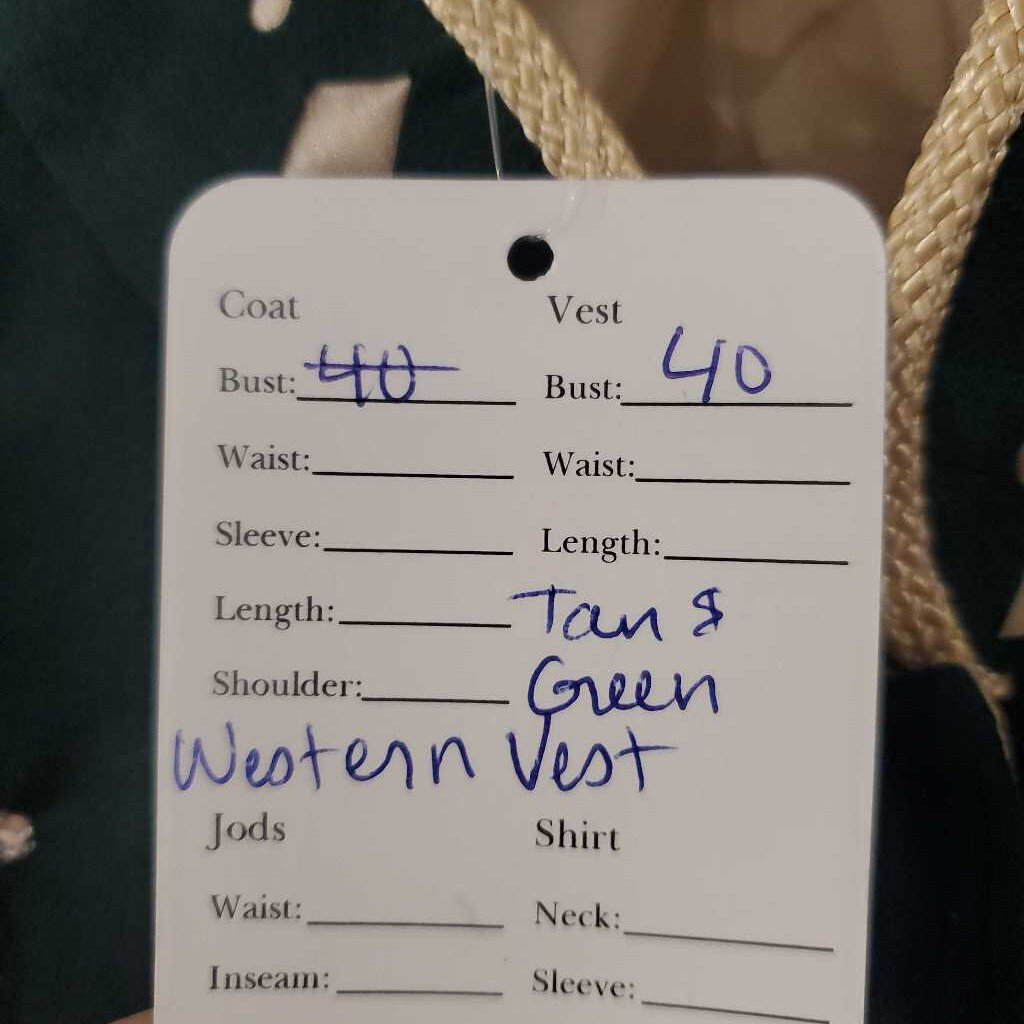 Coat Vest
Bust: 40 Bust: 40
Waist: Waist:
Sleeve: Length:
Length: Tan &
Shoulder: Green
Western Vest
Jods Shirt
Waist: Neck:
Inseam: Sleeve: